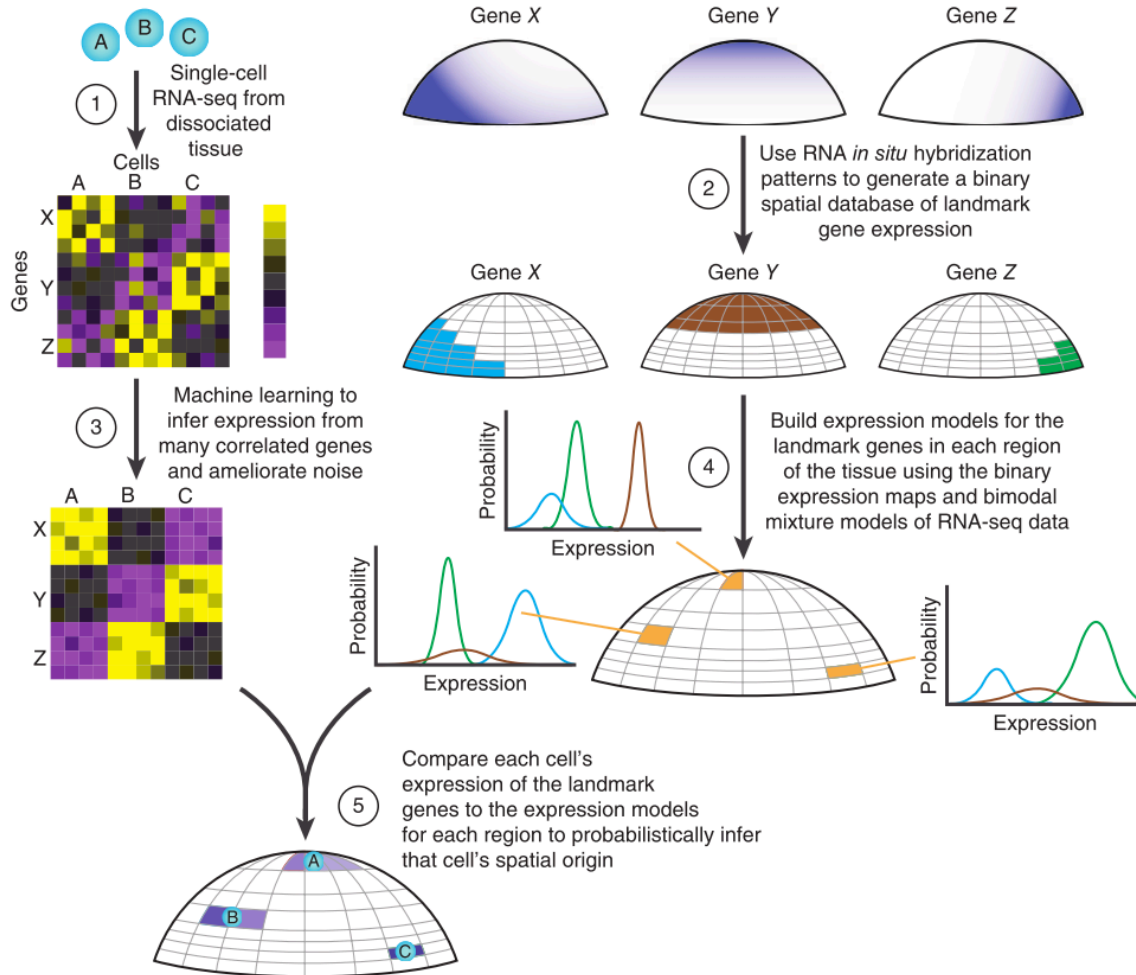 A B C
1
Single-cell
RNA-seq from
dissociated
tissue
Cells
A B C
Genes
X
Y
Z
Gene X Gene Y Gene Z
2
Use RNA in situ hybridization
patterns to generate a binary
spatial database of landmark
gene expression
Gene X Gene Y Gene Z
3
Machine learning to
infer expression from
many correlated genes
and ameliorate noise
A B C
X
Y
Z
4
Build expression models for the
landmark genes in each region
of the tissue using the binary
expression maps and bimodal
mixture models of RNA-seq data
Probability
Expression
Probability
Expression
Probability
Expression
5
Compare each cell's
expression of the landmark
genes to the expression models
for each region to probabilistically infer
that cell's spatial origin
A
B
C